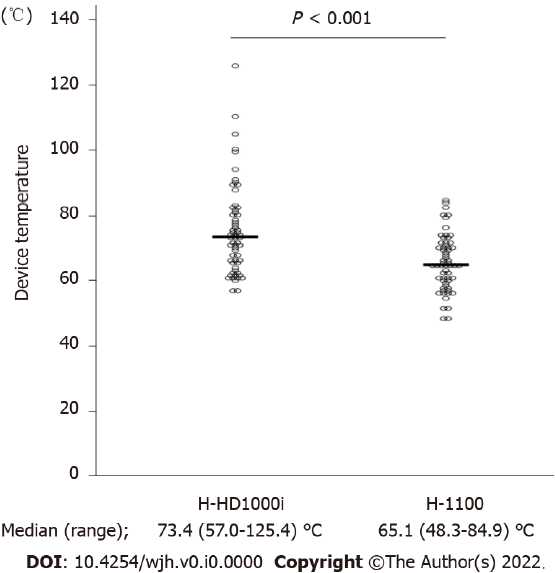 (℃)
140
P < 0.001
120
100
80
60
40
20
0
Device temperature
H-HD1000i
H-1100
Median (range);
73.4 (57.0-125.4) °C
65.1 (48.3-84.9) °C
DOI: 10.4254/wjh.v0.i0.0000 Copyright ©The Author(s) 2022.